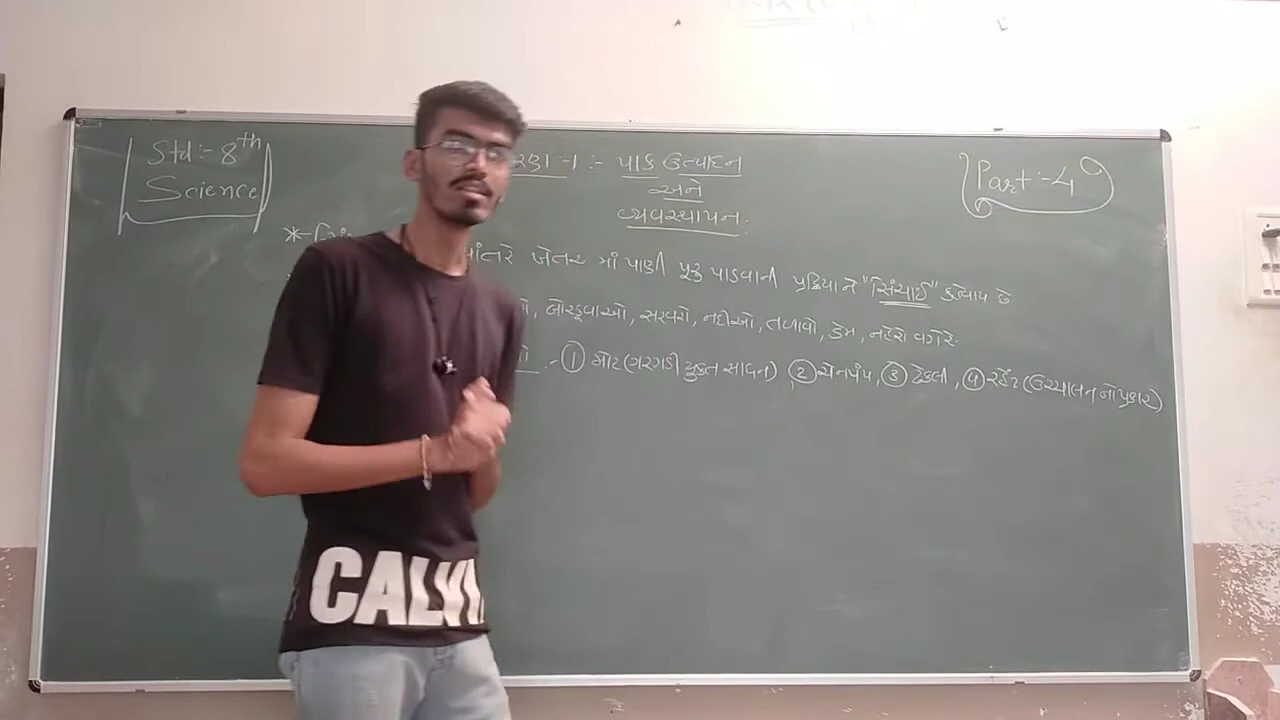 Std :- 8th
Science
રણ -1 :- પાક ઉત્પાદન
અને
વ્યવસ્થાપન.
Part :- 4
આંતરે ખેતર માં પાણી પૂરુ પાડવાની પ્રક્રિયાને "સિંચાઈ" કહેવાય છે
બોરકૂવાઓ, સરવરો, નદીઓ, તળાવો, ડેમ, નહેરો વગેરે.
:- ① મોટ (ગરગડી યુક્ત સાધન) ② ચેનપંપ, ③ ઢેકલી, ④ રહેંટ (ઉચ્ચાલન નો પ્રકાર)
CALVI